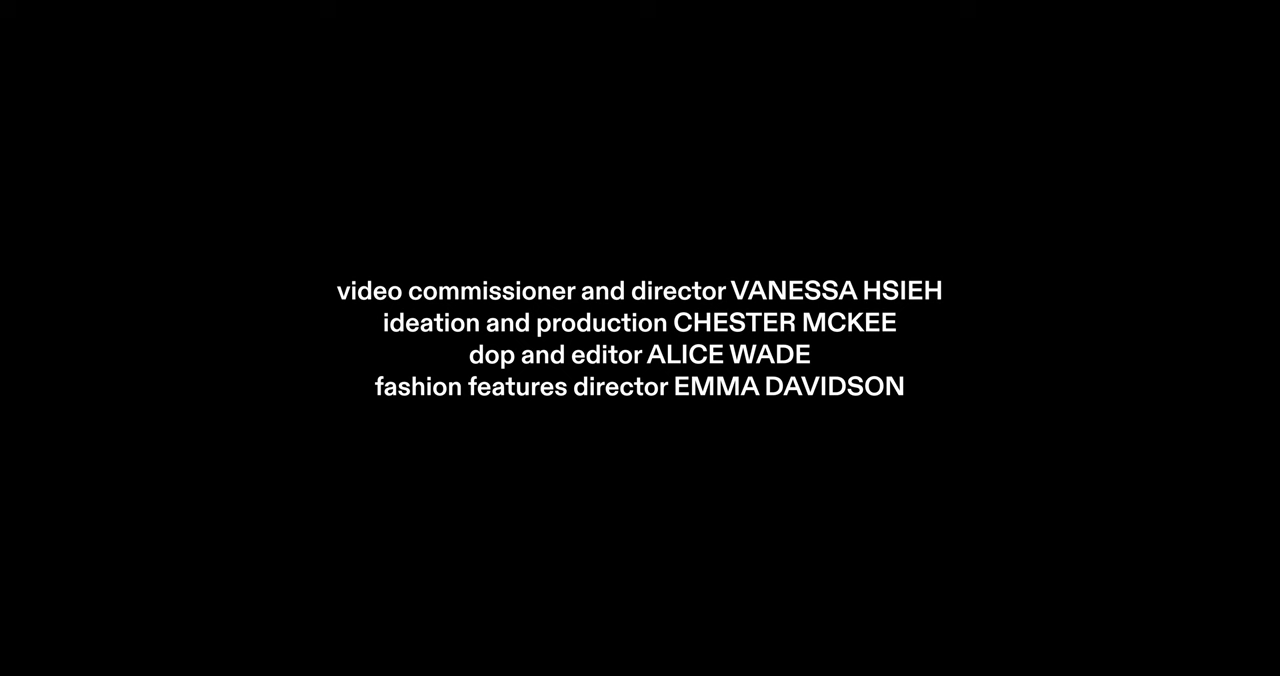 video commissioner and director VANESSA HSIEH
ideation and production CHESTER MCKEE
dop and editor ALICE WADE
fashion features director EMMA DAVIDSON